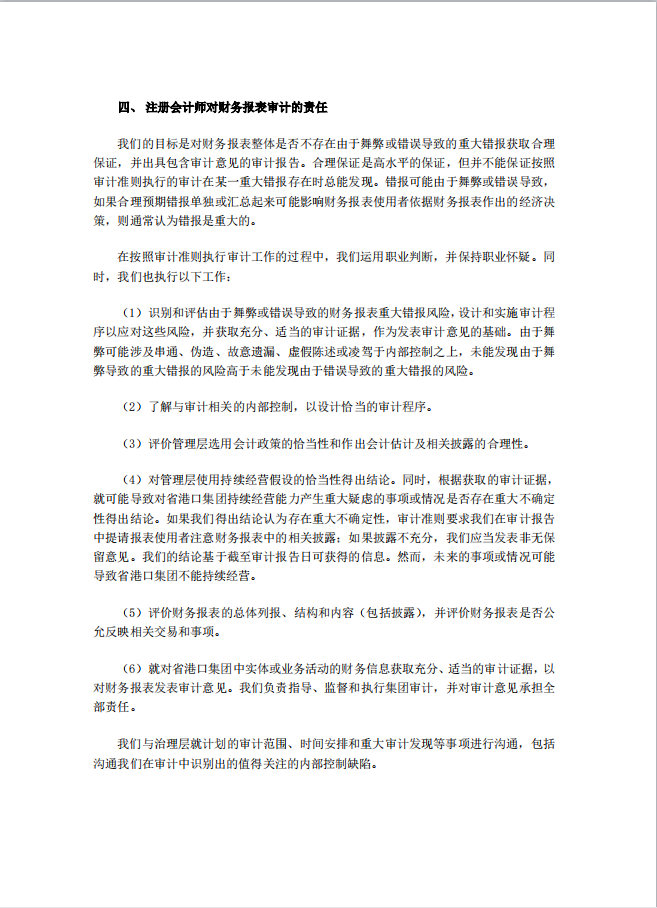 四、 注册会计师对财务报表审计的责任
我们的目标是对财务报表整体是否不存在由于舞弊或错误导致的重大错报获取合理
保证，并出具包含审计意见的审计报告。合理保证是高水平的保证，但并不能保证按照
审计准则执行的审计在某一重大错报存在时总能发现。错报可能由于舞弊或错误导致，
如果合理预期错报单独或汇总起来可能影响财务报表使用者依据财务报表作出的经济决
策，则通常认为错报是重大的。
在按照审计准则执行审计工作的过程中，我们运用职业判断，并保持职业怀疑。同
时，我们也执行以下工作：
（1）识别和评估由于舞弊或错误导致的财务报表重大错报风险，设计和实施审计程
序以应对这些风险，并获取充分、适当的审计证据，作为发表审计意见的基础。由于舞
弊可能涉及串通、伪造、故意遗漏、虚假陈述或凌驾于内部控制之上，未能发现由于舞
弊导致的重大错报的风险高于未能发现由于错误导致的重大错报的风险。
（2）了解与审计相关的内部控制，以设计恰当的审计程序。
（3）评价管理层选用会计政策的恰当性和作出会计估计及相关披露的合理性。
（4）对管理层使用持续经营假设的恰当性得出结论。同时，根据获取的审计证据，
就可能导致对省港口集团持续经营能力产生重大疑虑的事项或情况是否存在重大不确定
性得出结论。如果我们得出结论认为存在重大不确定性，审计准则要求我们在审计报告
中提请报表使用者注意财务报表中的相关披露；如果披露不充分，我们应当发表非无保
留意见。我们的结论基于截至审计报告日可获得的信息。然而，未来的事项或情况可能
导致省港口集团不能持续经营。
（5）评价财务报表的总体列报、结构和内容（包括披露），并评价财务报表是否公
允反映相关交易和事项。
（6）就对省港口集团中实体或业务活动的财务信息获取充分、适当的审计证据，以
对财务报表发表审计意见。我们负责指导、监督和执行集团审计，并对审计意见承担全
部责任。
我们与治理层就计划的审计范围、时间安排和重大审计发现等事项进行沟通，包括
沟通我们在审计中识别出的值得关注的内部控制缺陷。